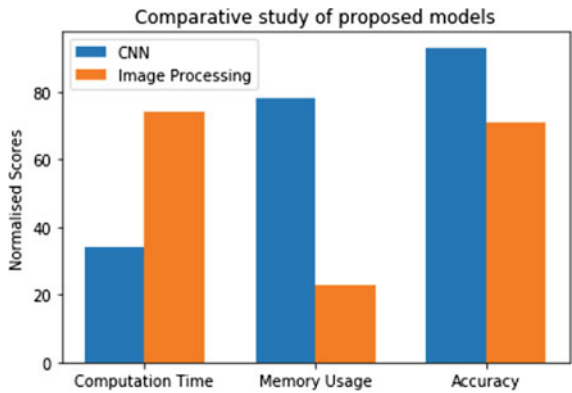 Comparative study of proposed models
CNN
Image Processing
Normalised Scores
80
60
40
20
0
Computation Time Memory Usage Accuracy